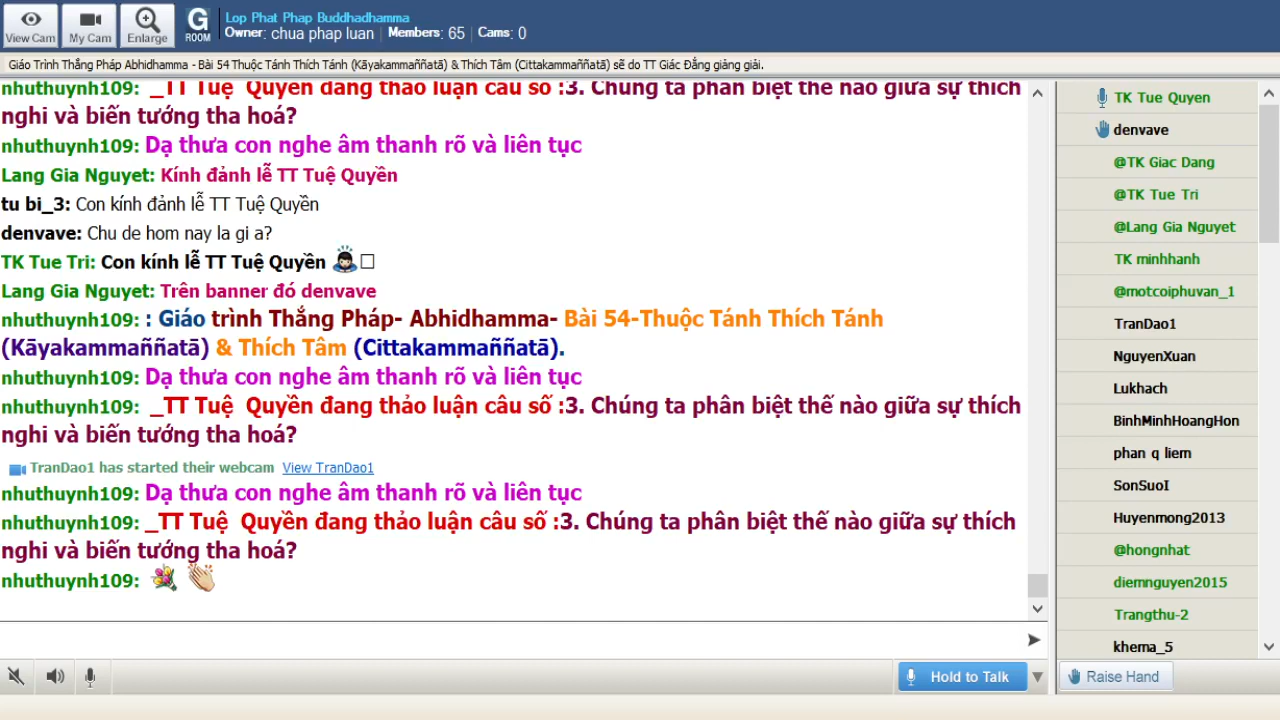 View Cam
My Cam
Enlarge
G
ROOM
Lop Phat Phap Buddhadhamma
Owner: chua phap luan | Members: 65 | Cams: 0
Giáo Trình Thắng Pháp Abhidhamma - Bài 54 Thuộc Tánh Thích Tánh (Kāyakammaññatā) & Thích Tâm (Cittakammaññatā) sẽ do TT Giác Đẳng giảng giải.
nhuthuynh109: _TT Tuệ Quyền đang thảo luận câu số :3. Chúng ta phân biệt thế nào giữa sự thích
nghi và biến tướng tha hoá?
nhuthuynh109: Dạ thưa con nghe âm thanh rõ và liên tục
Lang Gia Nguyet: Kính đảnh lễ TT Tuệ Quyền
tu bi_3: Con kính đảnh lễ TT Tuệ Quyền
denvave: Chu de hom nay la gi a?
TK Tue Tri: Con kính lễ TT Tuệ Quyền
Lang Gia Nguyet: Trên banner đó denvave
nhuthuynh109: : Giáo trình Thắng Pháp- Abhidhamma- Bài 54-Thuộc Tánh Thích Tánh
(Kāyakammaññatā) & Thích Tâm (Cittakammaññatā).
nhuthuynh109: Dạ thưa con nghe âm thanh rõ và liên tục
nhuthuynh109: _TT Tuệ Quyền đang thảo luận câu số :3. Chúng ta phân biệt thế nào giữa sự thích
nghi và biến tướng tha hoá?
TranDao1 has started their webcam View TranDao1
nhuthuynh109: Dạ thưa con nghe âm thanh rõ và liên tục
nhuthuynh109: _TT Tuệ Quyền đang thảo luận câu số :3. Chúng ta phân biệt thế nào giữa sự thích
nghi và biến tướng tha hoá?
nhuthuynh109:
Hold to Talk
TK Tue Quyen
denvave
@TK Giac Dang
@TK Tue Tri
@Lang Gia Nguyet
TK minhhanh
@motcoiphuvan_1
TranDao1
NguyenXuan
Lukhach
BinhMinhHoangHon
phan q liem
SonSuoI
Huyenmong2013
@hongnhat
diemnguyen2015
Trangthu-2
khema_5
Raise Hand